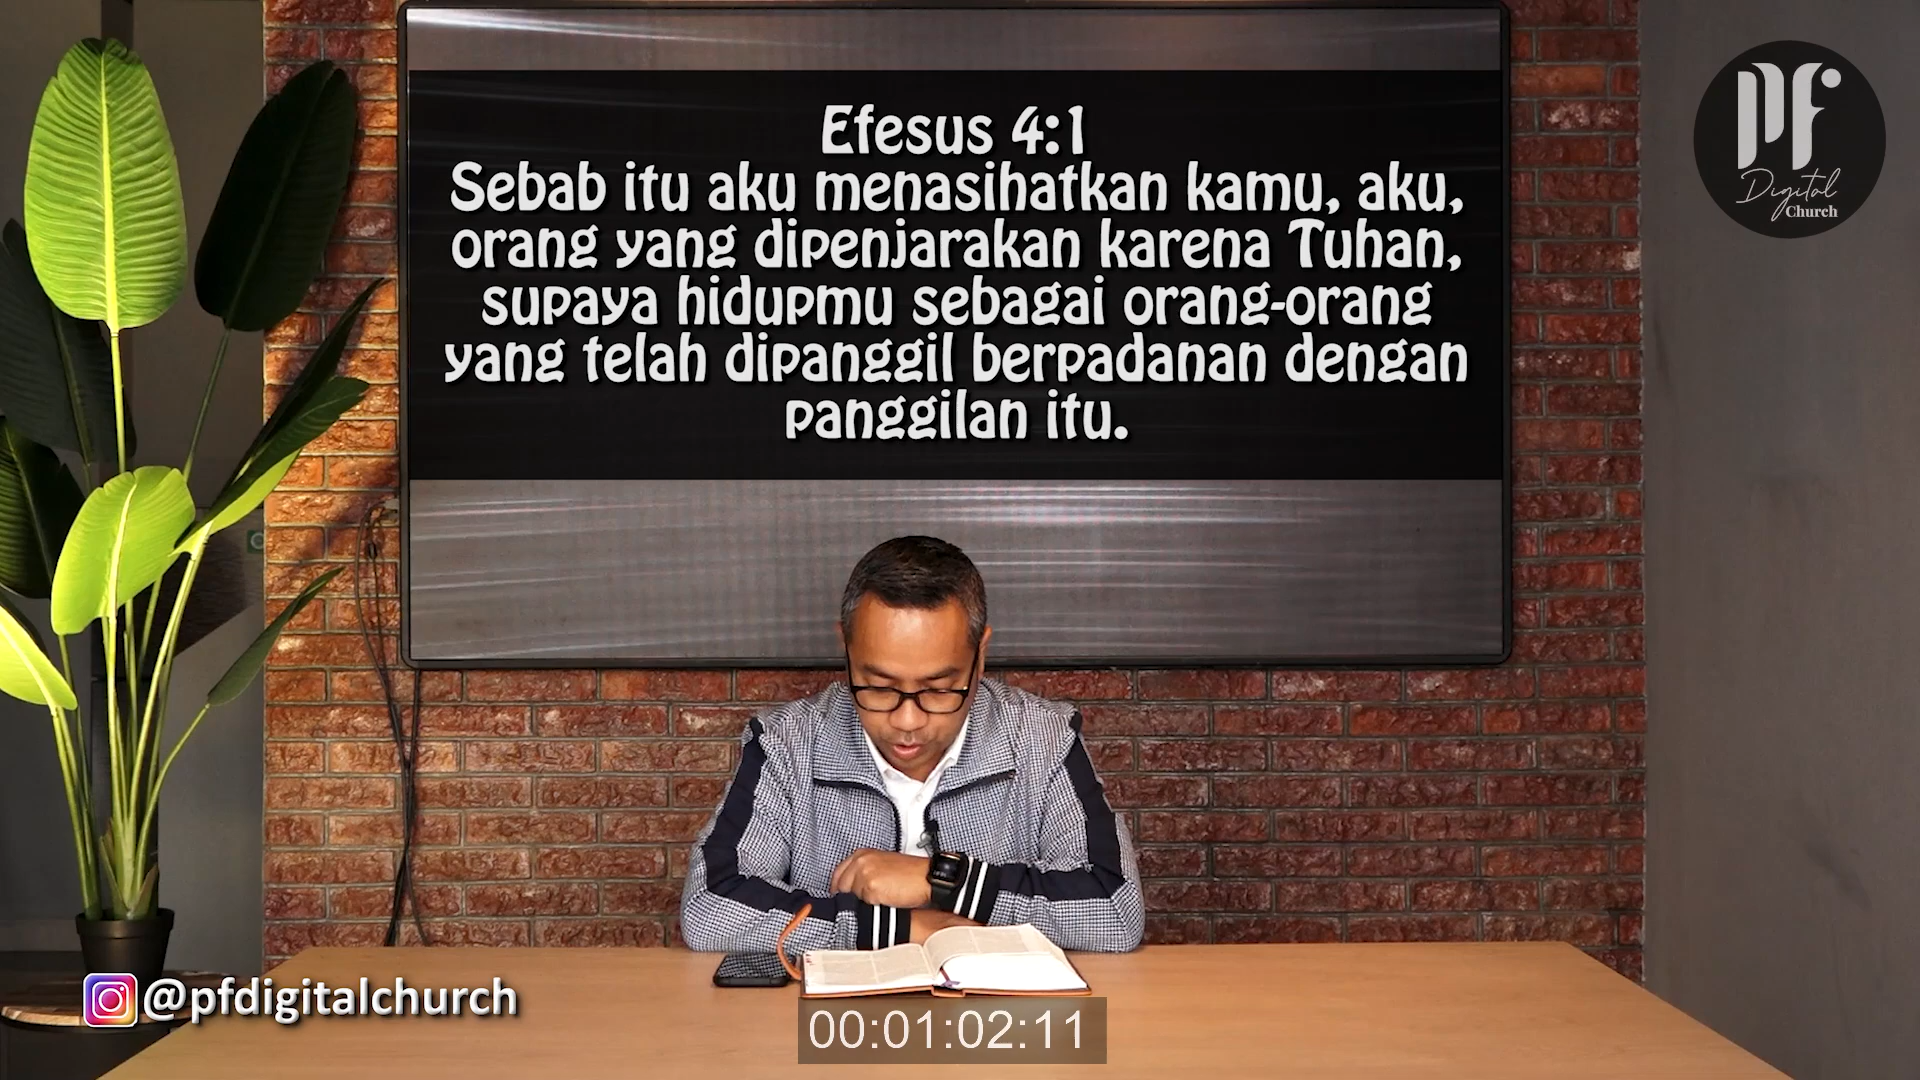 Efesus 4:1
Sebab itu aku menasihatkan kamu, aku,
orang yang dipenjarakan karena Tuhan,
supaya hidupmu sebagai orang-orang
yang telah dipanggil berpadanan dengan
panggilan itu.
PF
Digital
Church
@pfdigitalchurch
00:01:02:11